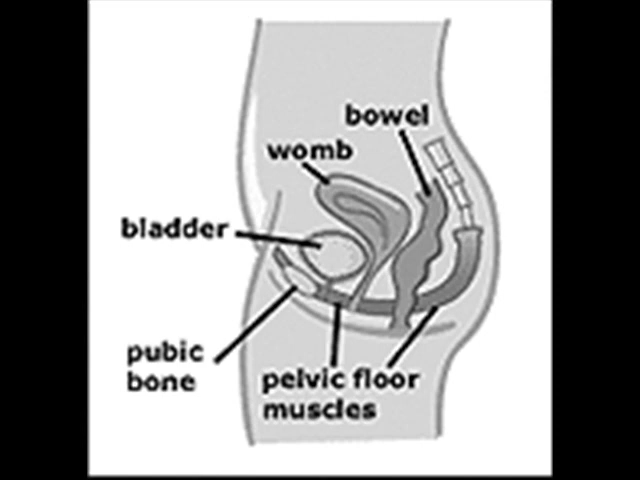 bowel
womb
bladder
pubic
bone
pelvic floor
muscles